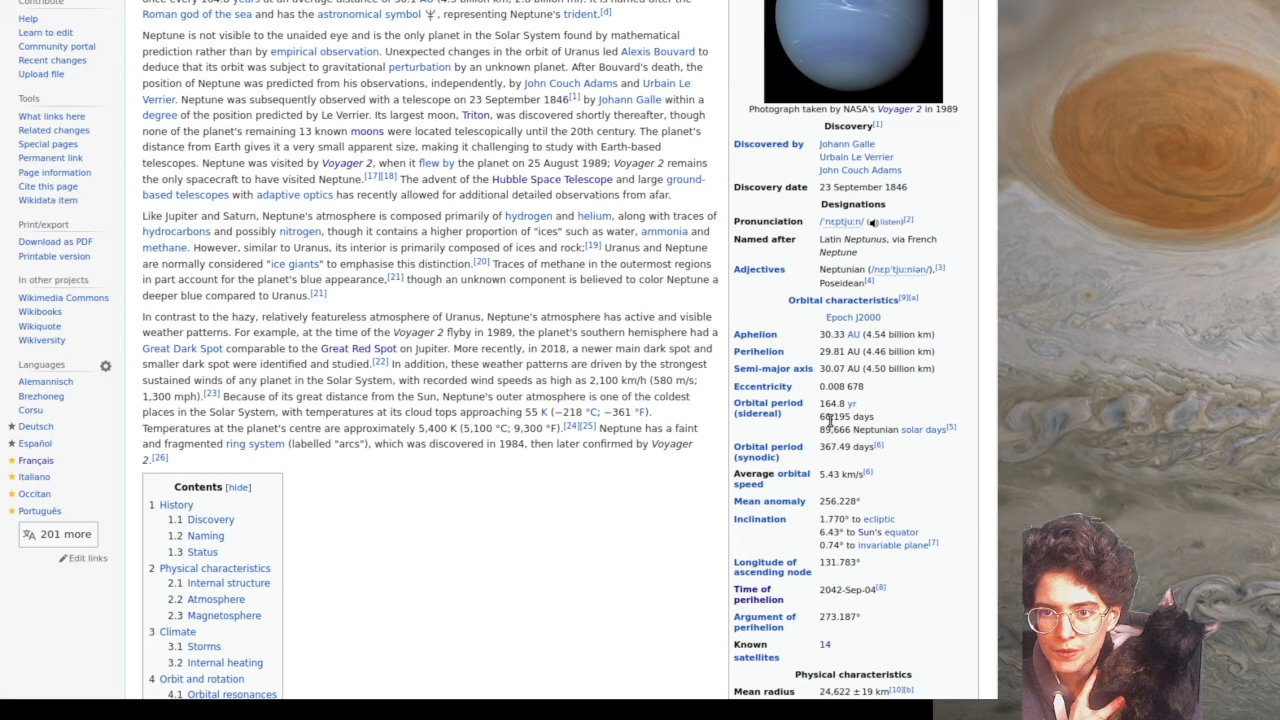 Contribute
Help
Learn to edit
Community portal
Recent changes
Upload file
Tools
What links here
Related changes
Special pages
Permanent link
Page information
Cite this page
Wikidata item
Print/export
Download as PDF
Printable version
In other projects
Wikimedia Commons
Wikibooks
Wikiquote
Wikiversity
Languages
Alemannisch
Brezhoneg
Corsu
Deutsch
Español
Français
Italiano
Occitan
Português
201 more
Edit links
once every 164.8 years at an average distance of 30.1 AU (4.5 billion km; 2.8 billion mi). It is named after the
Roman god of the sea and has the astronomical symbol ♆, representing Neptune's trident.[d]
Neptune is not visible to the unaided eye and is the only planet in the Solar System found by mathematical
prediction rather than by empirical observation. Unexpected changes in the orbit of Uranus led Alexis Bouvard to
deduce that its orbit was subject to gravitational perturbation by an unknown planet. After Bouvard's death, the
position of Neptune was predicted from his observations, independently, by John Couch Adams and Urbain Le
Verrier. Neptune was subsequently observed with a telescope on 23 September 1846[1] by Johann Galle within a
degree of the position predicted by Le Verrier. Its largest moon, Triton, was discovered shortly thereafter, though
none of the planet's remaining 13 known moons were located telescopically until the 20th century. The planet's
distance from Earth gives it a very small apparent size, making it challenging to study with Earth-based
telescopes. Neptune was visited by Voyager 2, when it flew by the planet on 25 August 1989; Voyager 2 remains
the only spacecraft to have visited Neptune.[17][18] The advent of the Hubble Space Telescope and large ground-
based telescopes with adaptive optics has recently allowed for additional detailed observations from afar.
Like Jupiter and Saturn, Neptune's atmosphere is composed primarily of hydrogen and helium, along with traces of
hydrocarbons and possibly nitrogen, though it contains a higher proportion of "ices" such as water, ammonia and
methane. However, similar to Uranus, its interior is primarily composed of ices and rock;[19] Uranus and Neptune
are normally considered "ice giants" to emphasise this distinction.[20] Traces of methane in the outermost regions
in part account for the planet's blue appearance,[21] though an unknown component is believed to color Neptune a
deeper blue compared to Uranus.[21]
In contrast to the hazy, relatively featureless atmosphere of Uranus, Neptune's atmosphere has active and visible
weather patterns. For example, at the time of the Voyager 2 flyby in 1989, the planet's southern hemisphere had a
Great Dark Spot comparable to the Great Red Spot on Jupiter. More recently, in 2018, a newer main dark spot and
smaller dark spot were identified and studied.[22] In addition, these weather patterns are driven by the strongest
sustained winds of any planet in the Solar System, with recorded wind speeds as high as 2,100 km/h (580 m/s;
1,300 mph).[23] Because of its great distance from the Sun, Neptune's outer atmosphere is one of the coldest
places in the Solar System, with temperatures at its cloud tops approaching 55 K (−218 °C; −361 °F).
Temperatures at the planet's centre are approximately 5,400 K (5,100 °C; 9,300 °F).[24][25] Neptune has a faint
and fragmented ring system (labelled "arcs"), which was discovered in 1984, then later confirmed by Voyager
2.[26]
Contents [hide]
1 History
1.1 Discovery
1.2 Naming
1.3 Status
2 Physical characteristics
2.1 Internal structure
2.2 Atmosphere
2.3 Magnetosphere
3 Climate
3.1 Storms
3.2 Internal heating
4 Orbit and rotation
4.1 Orbital resonances
Photograph taken by NASA's Voyager 2 in 1989
Discovery[1]
Discovered by Johann Galle
Urbain Le Verrier
John Couch Adams
Discovery date 23 September 1846
Designations
Pronunciation /ˈnɛptjuːn/ (listen)[2]
Named after Latin Neptunus, via French
Neptune
Adjectives Neptunian (/nɛpˈtjuːniən/),[3]
Poseidean[4]
Orbital characteristics[9][a]
Epoch J2000
Aphelion 30.33 AU (4.54 billion km)
Perihelion 29.81 AU (4.46 billion km)
Semi-major axis 30.07 AU (4.50 billion km)
Eccentricity 0.008 678
Orbital period (sidereal) 164.8 yr
60,195 days
89,666 Neptunian solar days[5]
Orbital period (synodic) 367.49 days[6]
Average orbital speed 5.43 km/s[6]
Mean anomaly 256.228°
Inclination 1.770° to ecliptic
6.43° to Sun's equator
0.74° to invariable plane[7]
Longitude of ascending node 131.783°
Time of perihelion 2042-Sep-04[8]
Argument of perihelion 273.187°
Known satellites 14
Physical characteristics
Mean radius 24,622 ± 19 km[10][b]